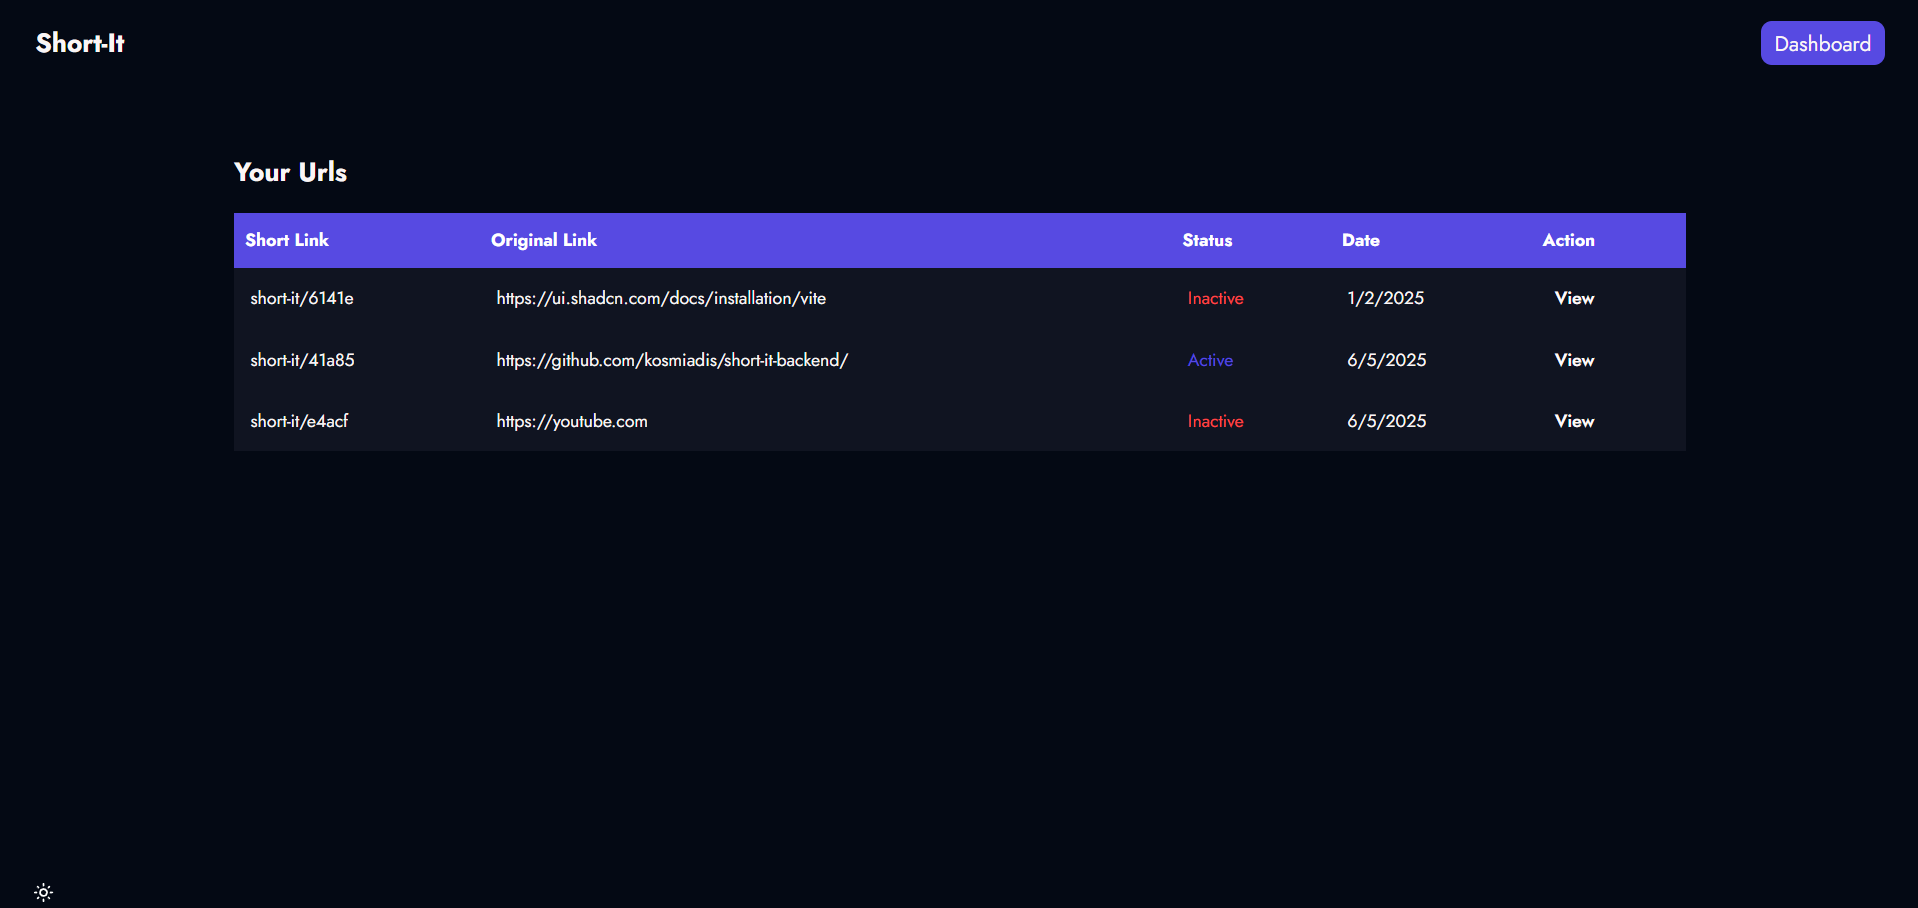 Short-It Dashboard
Your Urls
Short Link Original Link Status Date Action
short-it/6141e https://ui.shadcn.com/docs/installation/vite Inactive 1/2/2025 View
short-it/41a85 https://github.com/kosmiadis/short-it-backend/ Active 6/5/2025 View
short-it/e4acf https://youtube.com Inactive 6/5/2025 View